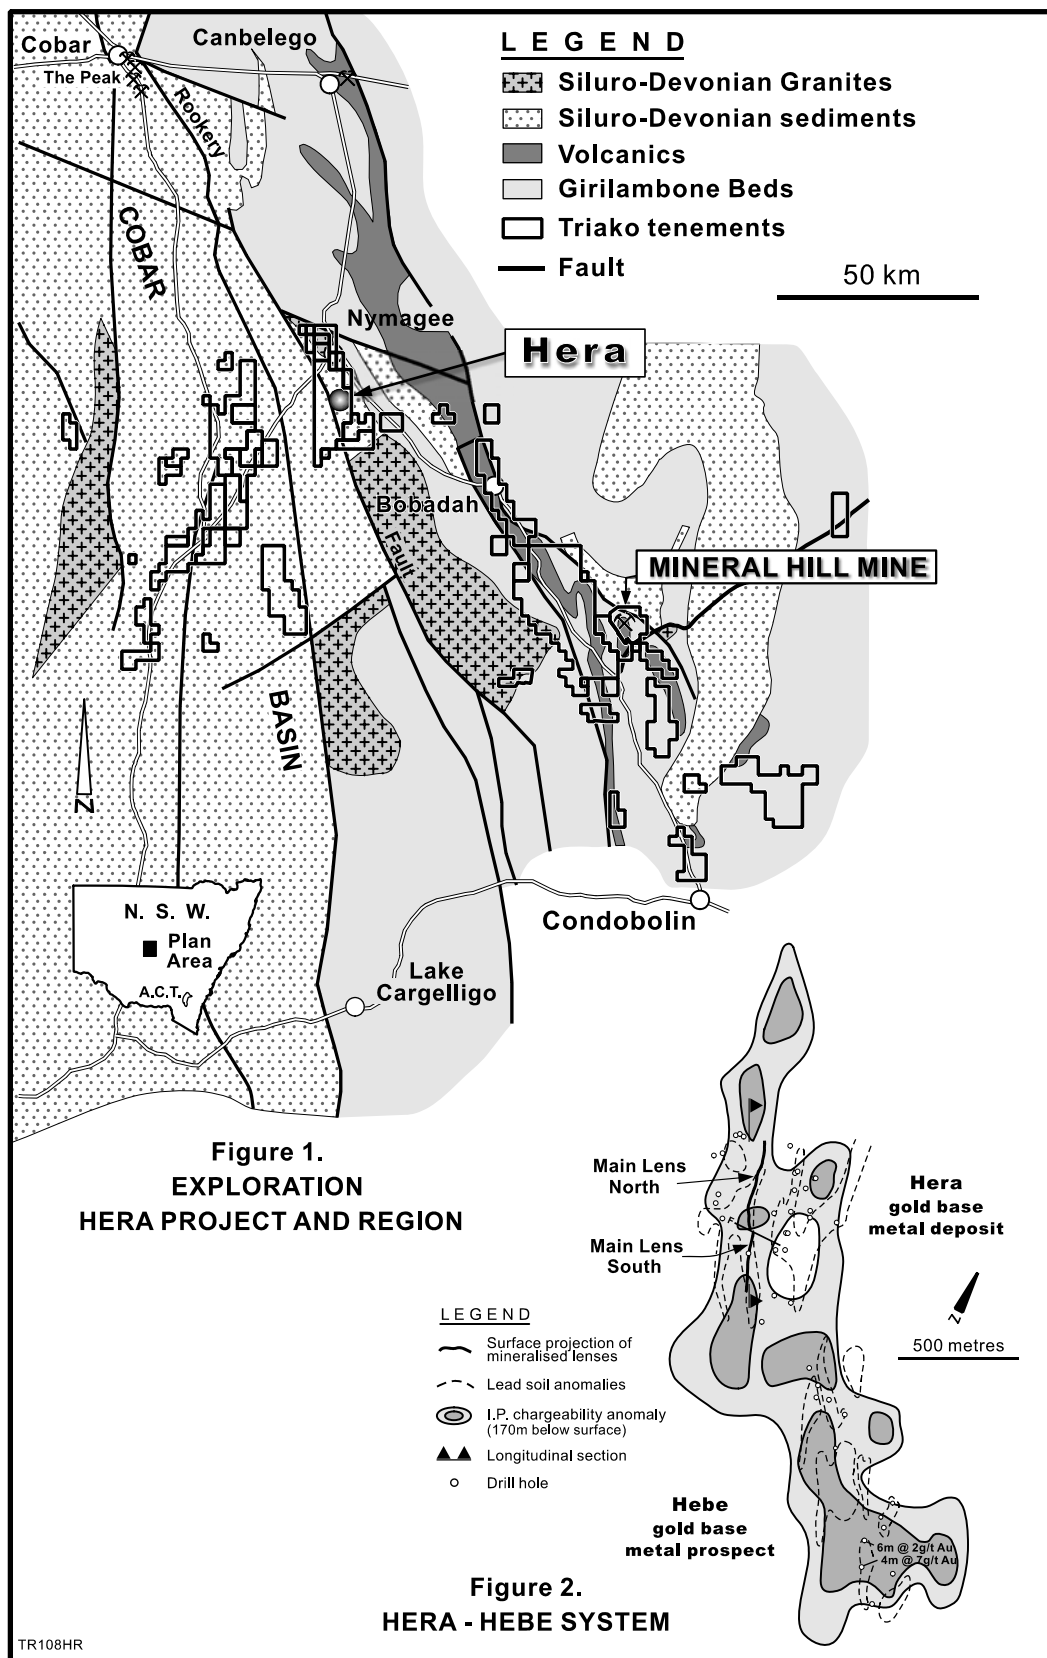 Cobar
The Peak
Canbelego
Rookery
L E G E N D
Siluro-Devonian Granites
Siluro-Devonian sediments
Volcanics
Girilambone Beds
Triako tenements
Fault
50 km
COBAR
Nymagee
Hera
Bobadah
Fault
MINERAL HILL MINE
BASIN
Z
N. S. W.
Plan
Area
A.C.T.
Condobolin
Lake
Cargelligo
Figure 1.
EXPLORATION
HERA PROJECT AND REGION
Main Lens
North
Main Lens
South
Hera
gold base
metal deposit
Z
500 metres
L E G E N D
Surface projection of
mineralised lenses
Lead soil anomalies
I.P. chargeability anomaly
(170m below surface)
Longitudinal section
Drill hole
Hebe
gold base
metal prospect
6m @ 2g/t Au
4m @ 7g/t Au
Figure 2.
HERA - HEBE SYSTEM
TR108HR